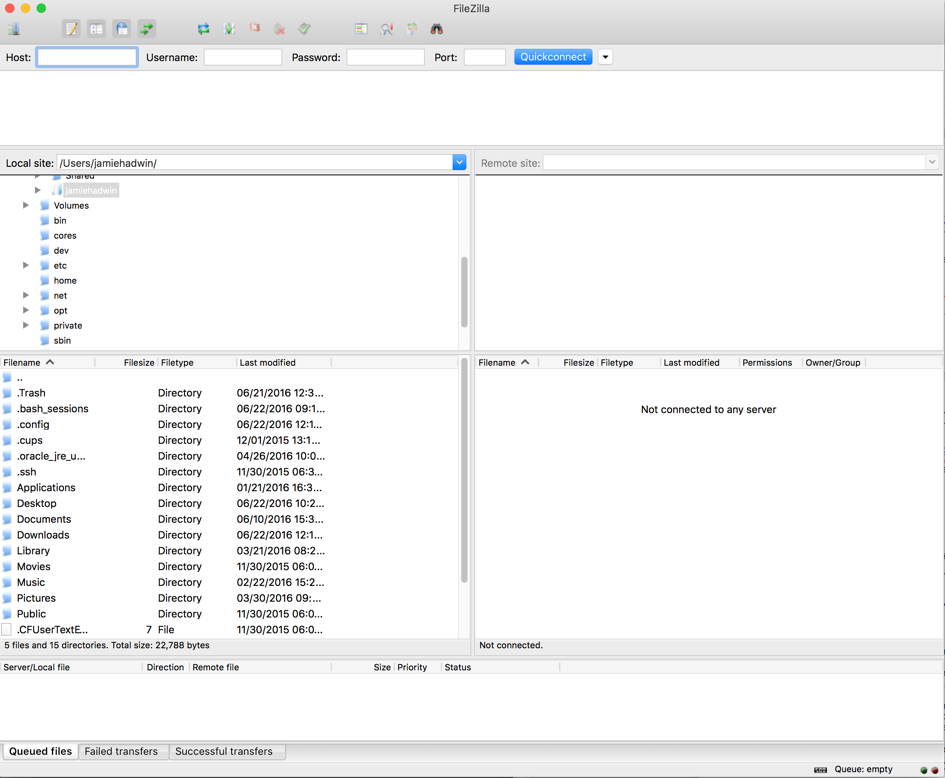 FileZilla
Host: Username: Password: Port: Quickconnect
Local site: /Users/jamiehadwin/
Remote site:
Shared
jamiehadwin
Volumes
bin
cores
dev
etc
home
net
opt
private
sbin
Filename Filesize Filetype Last modified
..
.Trash Directory 06/21/2016 12:3...
.bash_sessions Directory 06/22/2016 09:1...
.config Directory 06/22/2016 12:1...
.cups Directory 12/01/2015 13:1...
.oracle_jre_u... Directory 04/26/2016 10:0...
.ssh Directory 11/30/2015 06:3...
Applications Directory 01/21/2016 16:3...
Desktop Directory 06/22/2016 10:2...
Documents Directory 06/10/2016 15:3...
Downloads Directory 06/22/2016 12:1...
Library Directory 03/21/2016 08:2...
Movies Directory 11/30/2015 06:0...
Music Directory 02/22/2016 15:2...
Pictures Directory 03/30/2016 09:...
Public Directory 11/30/2015 06:0...
.CFUserTextE... 7 File 11/30/2015 06:0...
5 files and 15 directories. Total size: 22,788 bytes
Filename Filesize Filetype Last modified Permissions Owner/Group
Not connected to any server
Not connected.
Server/Local file Direction Remote file Size Priority Status
Queued files Failed transfers Successful transfers
Queue: empty